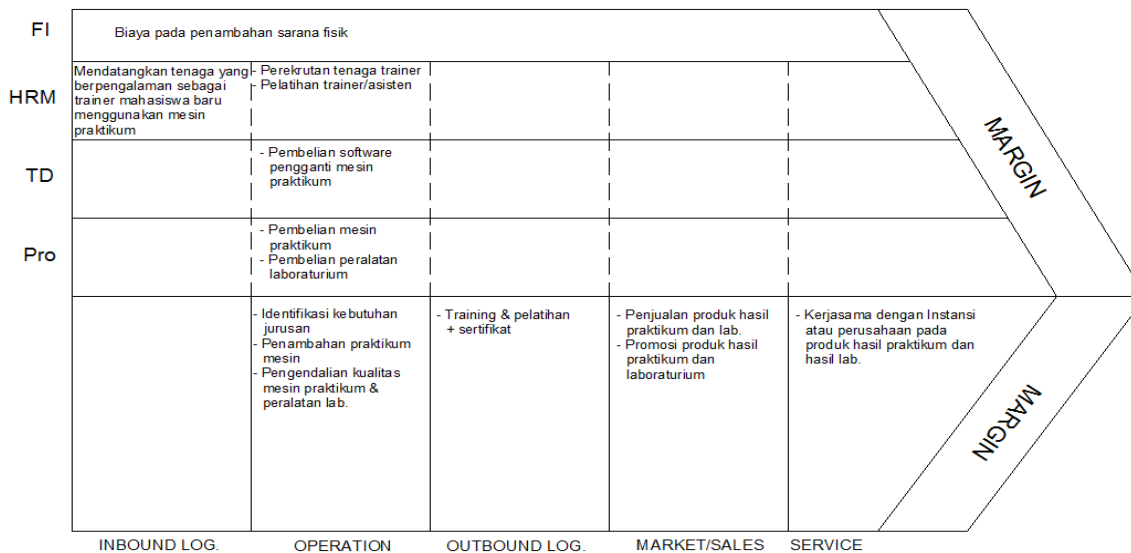 FI
Biaya pada penambahan sarana fisik
HRM
Mendatangkan tenaga yang
berpengalaman sebagai
trainer mahasiswa baru
menggunakan mesin
praktikum
- Perekrutan tenaga trainer
- Pelatihan trainer/asisten
TD
- Pembelian software
pengganti mesin
praktikum
Pro
- Pembelian mesin
praktikum
- Pembelian peralatan
laboraturium
- Identifikasi kebutuhan
jurusan
- Penambahan praktikum
mesin
- Pengendalian kualitas
mesin praktikum &
peralatan lab.
- Training & pelatihan
+ sertifikat
- Penjualan produk hasil
praktikum dan lab.
- Promosi produk hasil
praktikum dan
laboraturium
- Kerjasama dengan Instansi
atau perusahaan pada
produk hasil praktikum dan
hasil lab.
MARGIN
MARGIN
INBOUND LOG.
OPERATION
OUTBOUND LOG.
MARKET/SALES
SERVICE